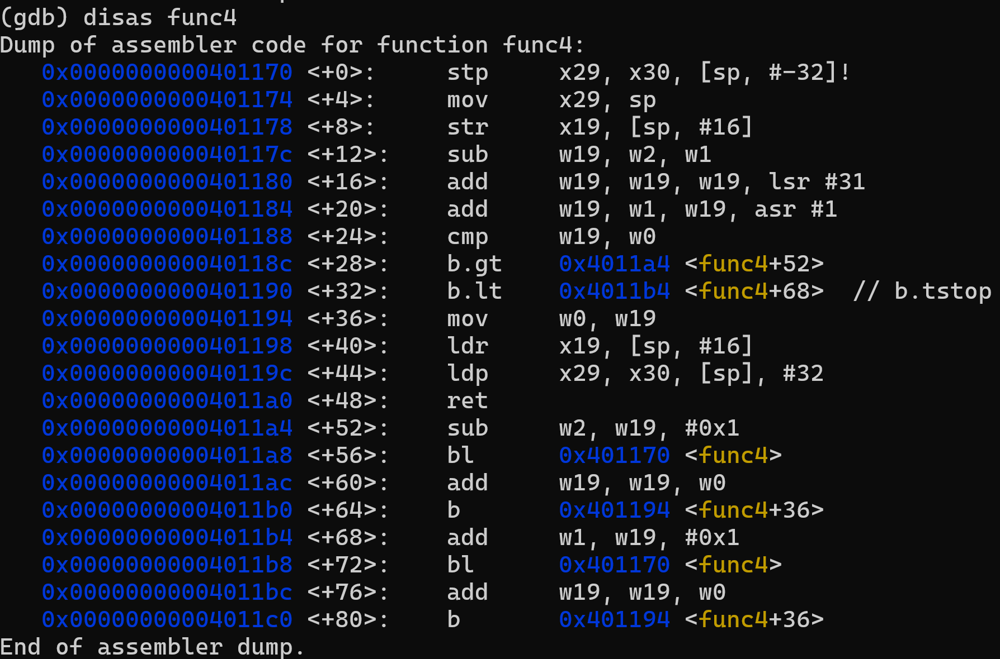 (gdb) disas func4
Dump of assembler code for function func4:
   0x0000000000401170 <+0>:     stp     x29, x30, [sp, #-32]!
   0x0000000000401174 <+4>:     mov     x29, sp
   0x0000000000401178 <+8>:     str     x19, [sp, #16]
   0x000000000040117c <+12>:    sub     w19, w2, w1
   0x0000000000401180 <+16>:    add     w19, w19, w19, lsr #31
   0x0000000000401184 <+20>:    add     w19, w1, w19, asr #1
   0x0000000000401188 <+24>:    cmp     w19, w0
   0x000000000040118c <+28>:    b.gt    0x4011a4 <func4+52>
   0x0000000000401190 <+32>:    b.lt    0x4011b4 <func4+68>  // b.tstop
   0x0000000000401194 <+36>:    mov     w0, w19
   0x0000000000401198 <+40>:    ldr     x19, [sp, #16]
   0x000000000040119c <+44>:    ldp     x29, x30, [sp], #32
   0x00000000004011a0 <+48>:    ret
   0x00000000004011a4 <+52>:    sub     w2, w19, #0x1
   0x00000000004011a8 <+56>:    bl      0x401170 <func4>
   0x00000000004011ac <+60>:    add     w19, w19, w0
   0x00000000004011b0 <+64>:    b       0x401194 <func4+36>
   0x00000000004011b4 <+68>:    add     w1, w19, #0x1
   0x00000000004011b8 <+72>:    bl      0x401170 <func4>
   0x00000000004011bc <+76>:    add     w19, w19, w0
   0x00000000004011c0 <+80>:    b       0x401194 <func4+36>
End of assembler dump.